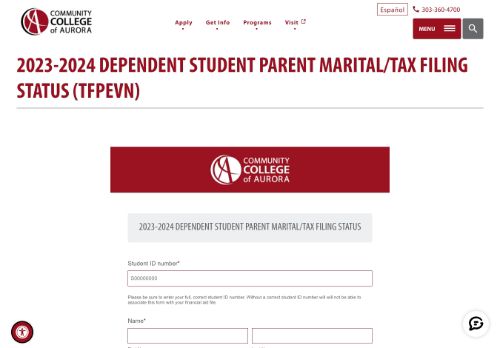 Español
303-360-4700
COMMUNITY
COLLEGE
of AURORA
Apply
Get Info
Programs
Visit
MENU
2023-2024 DEPENDENT STUDENT PARENT MARITAL/TAX FILING
STATUS (TFPEVN)
COMMUNITY
COLLEGE
OF AURORA
2023-2024 DEPENDENT STUDENT PARENT MARITAL/TAX FILING STATUS
Student ID number*
S00000000
Please be sure to enter your full, correct student ID number. Without a correct student ID number will not be able to
associate this form with your financial aid file.
Name*